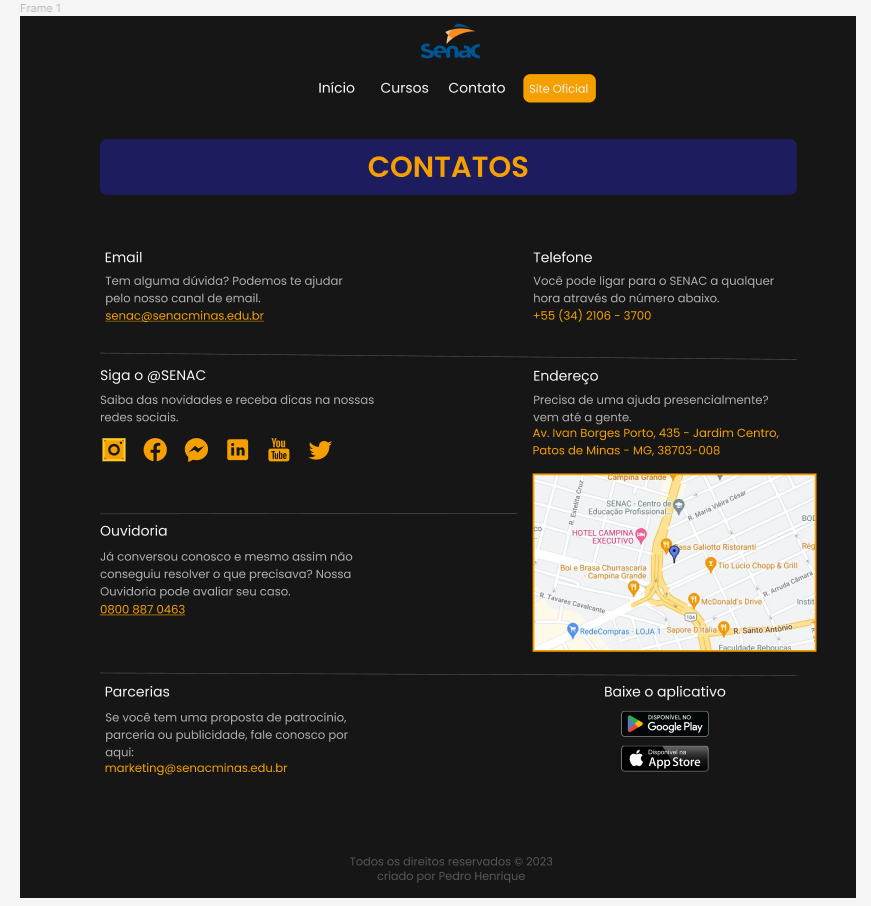 Frame 1
Senac
Início Cursos Contato Site Oficial
CONTATOS
Email
Tem alguma dúvida? Podemos te ajudar
pelo nosso canal de email.
senac@senacminas.edu.br
Telefone
Você pode ligar para o SENAC a qualquer
hora através do número abaixo.
+55 (34) 2106 - 3700
Siga o @SENAC
Saiba das novidades e receba dicas na nossas
redes sociais.
in
You
Tube
Endereço
Precisa de uma ajuda presencialmente?
vem até a gente.
Av. Ivan Borges Porto, 435 - Jardim Centro,
Patos de Minas - MG, 38703-008
Campina Grande
R. Estelita Cruz
SENAC - Centro de
Educação Profissional...
R. Maria Vieira César
HOTEL CAMPINA
EXECUTIVO
Casa Galiotto Ristoranti
Boi e Brasa Churrascaria
- Campina Grande
Tio Lúcio Chopp & Grill
R. Arruda Câmara
R. Tavares Cavalcante
McDonald's Drive
Instit
104
RedeCompras - LOJA 1
Sapore D'Itália
R. Santo Antônio
Faculdade Rebouças
Ouvidoria
Já conversou conosco e mesmo assim não
conseguiu resolver o que precisava? Nossa
Ouvidoria pode avaliar seu caso.
0800 887 0463
Parcerias
Se você tem uma proposta de patrocínio,
parceria ou publicidade, fale conosco por
aqui:
marketing@senacminas.edu.br
Baixe o aplicativo
DISPONÍVEL NO
Google Play
Disponível na
App Store
Todos os direitos reservados © 2023
criado por Pedro Henrique